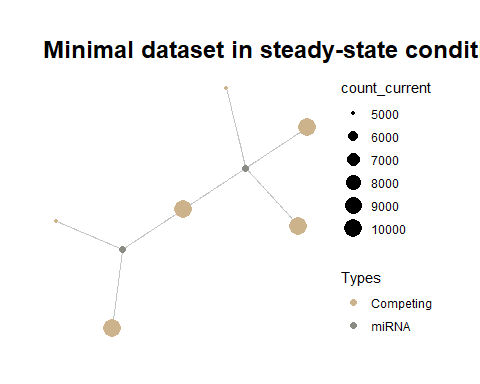 Minimal dataset in steady-state condit
count_current
5000
6000
7000
8000
9000
10000
Types
Competing
miRNA